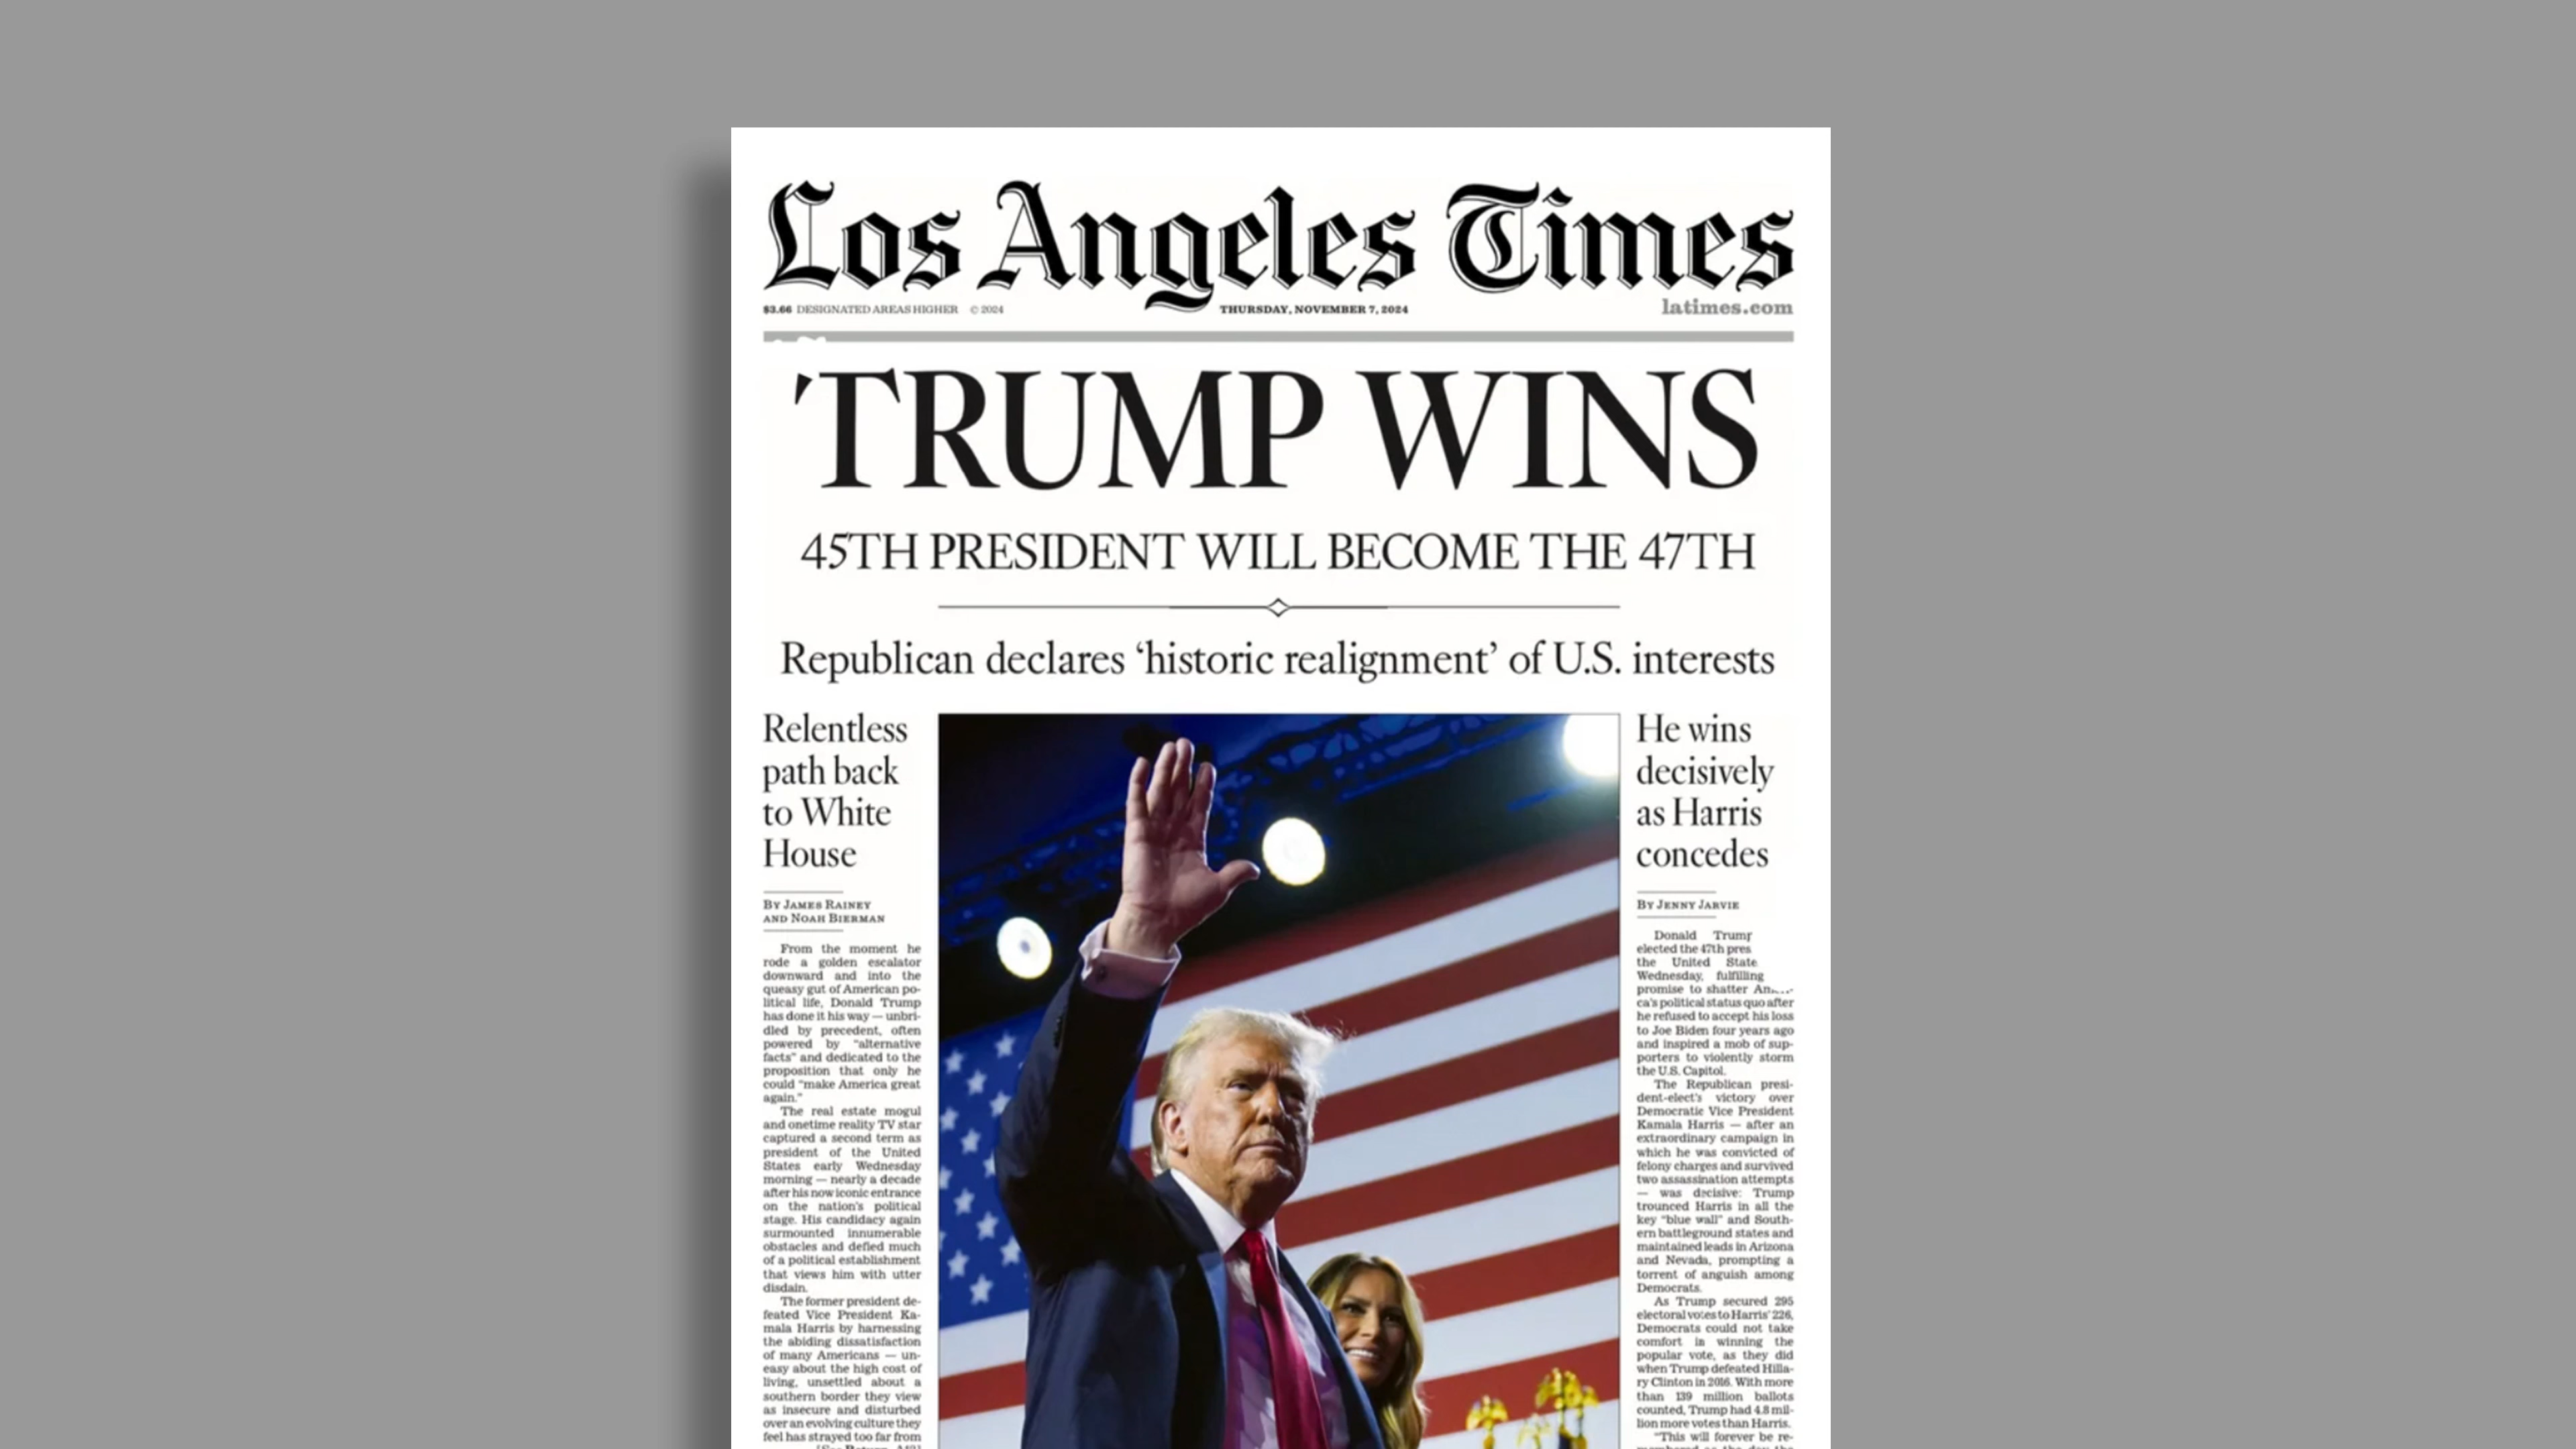 Los Angeles Times
$3.66 DESIGNATED AREAS HIGHER © 2024
THURSDAY, NOVEMBER 7, 2024
latimes.com
TRUMP WINS
45TH PRESIDENT WILL BECOME THE 47TH
Republican declares ‘historic realignment’ of U.S. interests
Relentless
path back
to White
House
BY JAMES RAINEY
AND NOAH BIERMAN
From the moment he
rode a golden escalator
downward and into the
queasy gut of American po-
litical life, Donald Trump
has done it his way — unbri-
dled by precedent, often
powered by “alternative
facts” and dedicated to the
proposition that only he
could “make America great
again.”
The real estate mogul
and onetime reality TV star
captured a second term as
president of the United
States early Wednesday
morning — nearly a decade
after his now iconic entrance
on the nation’s political
stage. His candidacy again
surmounted innumerable
obstacles and defied much
of a political establishment
that views him with utter
disdain.
The former president de-
feated Vice President Ka-
mala Harris by harnessing
the abiding dissatisfaction
of many Americans — un-
easy about the high cost of
living, unsettled about a
southern border they view
as insecure and disturbed
over an evolving culture they
feel has strayed too far from
He wins
decisively
as Harris
concedes
BY JENNY JARVIE
Donald Trump
elected the 47th pres
the United State
Wednesday, fulfilling
promise to shatter
ca’s political status quo after
he refused to accept his loss
to Joe Biden four years ago
and inspired a mob of sup-
porters to violently storm
the U.S. Capitol.
The Republican presi-
dent-elect’s victory over
Democratic Vice President
Kamala Harris — after an
extraordinary campaign in
which he was convicted of
felony charges and survived
two assassination attempts
— was decisive: Trump
trounced Harris in all the
key “blue wall” and South-
ern battleground states and
maintained leads in Arizona
and Nevada, prompting a
torrent of anguish among
Democrats.
As Trump secured 295
electoral votes to Harris’ 226,
Democrats could not take
comfort in winning the
popular vote, as they did
when Trump defeated Hilla-
ry Clinton in 2016. With more
than 139 million ballots
counted, Trump had 4.8 mil-
lion more votes than Harris.
“This will forever be re-